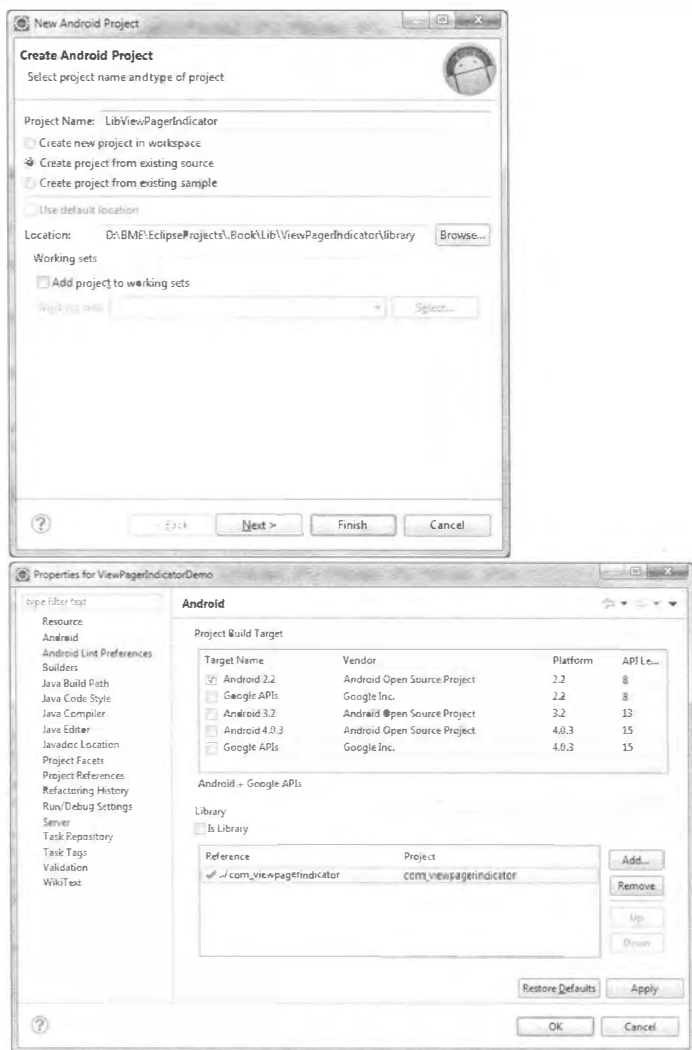 New Android Project
Create Android Project
Select project name and type of project
Project Name: LibViewPagerIndicator
Create new project in workspace
Create project from existing source
Create project from existing sample
Use default location
Location: D:\BME\EclipseProjects\.Book\Lib\ViewPagerIndicator\library Browse...
Working sets
Add project to working sets
Working sets: Select...
< Back Next > Finish Cancel
Properties for ViewPagerIndicatorDemo
type filter text
Resource
Android
Android Lint Preferences
Builders
Java Build Path
Java Code Style
Java Compiler
Java Editor
Javadoc Location
Project Facets
Project References
Refactoring History
Run/Debug Settings
Server
Task Repository
Task Tags
Validation
WikiText
Android
Project Build Target
Target Name Vendor Platform API Le...
Android 2.2 Android Open Source Project 2.2 8
Google APIs Google Inc. 2.2 8
Android 3.2 Android Open Source Project 3.2 13
Android 4.0.3 Android Open Source Project 4.0.3 15
Google APIs Google Inc. 4.0.3 15
Android + Google APIs
Library
Is Library
Reference Project
../com_viewpagerindicator com_viewpagerindicator
Add...
Remove
Up
Down
Restore Defaults Apply
OK Cancel